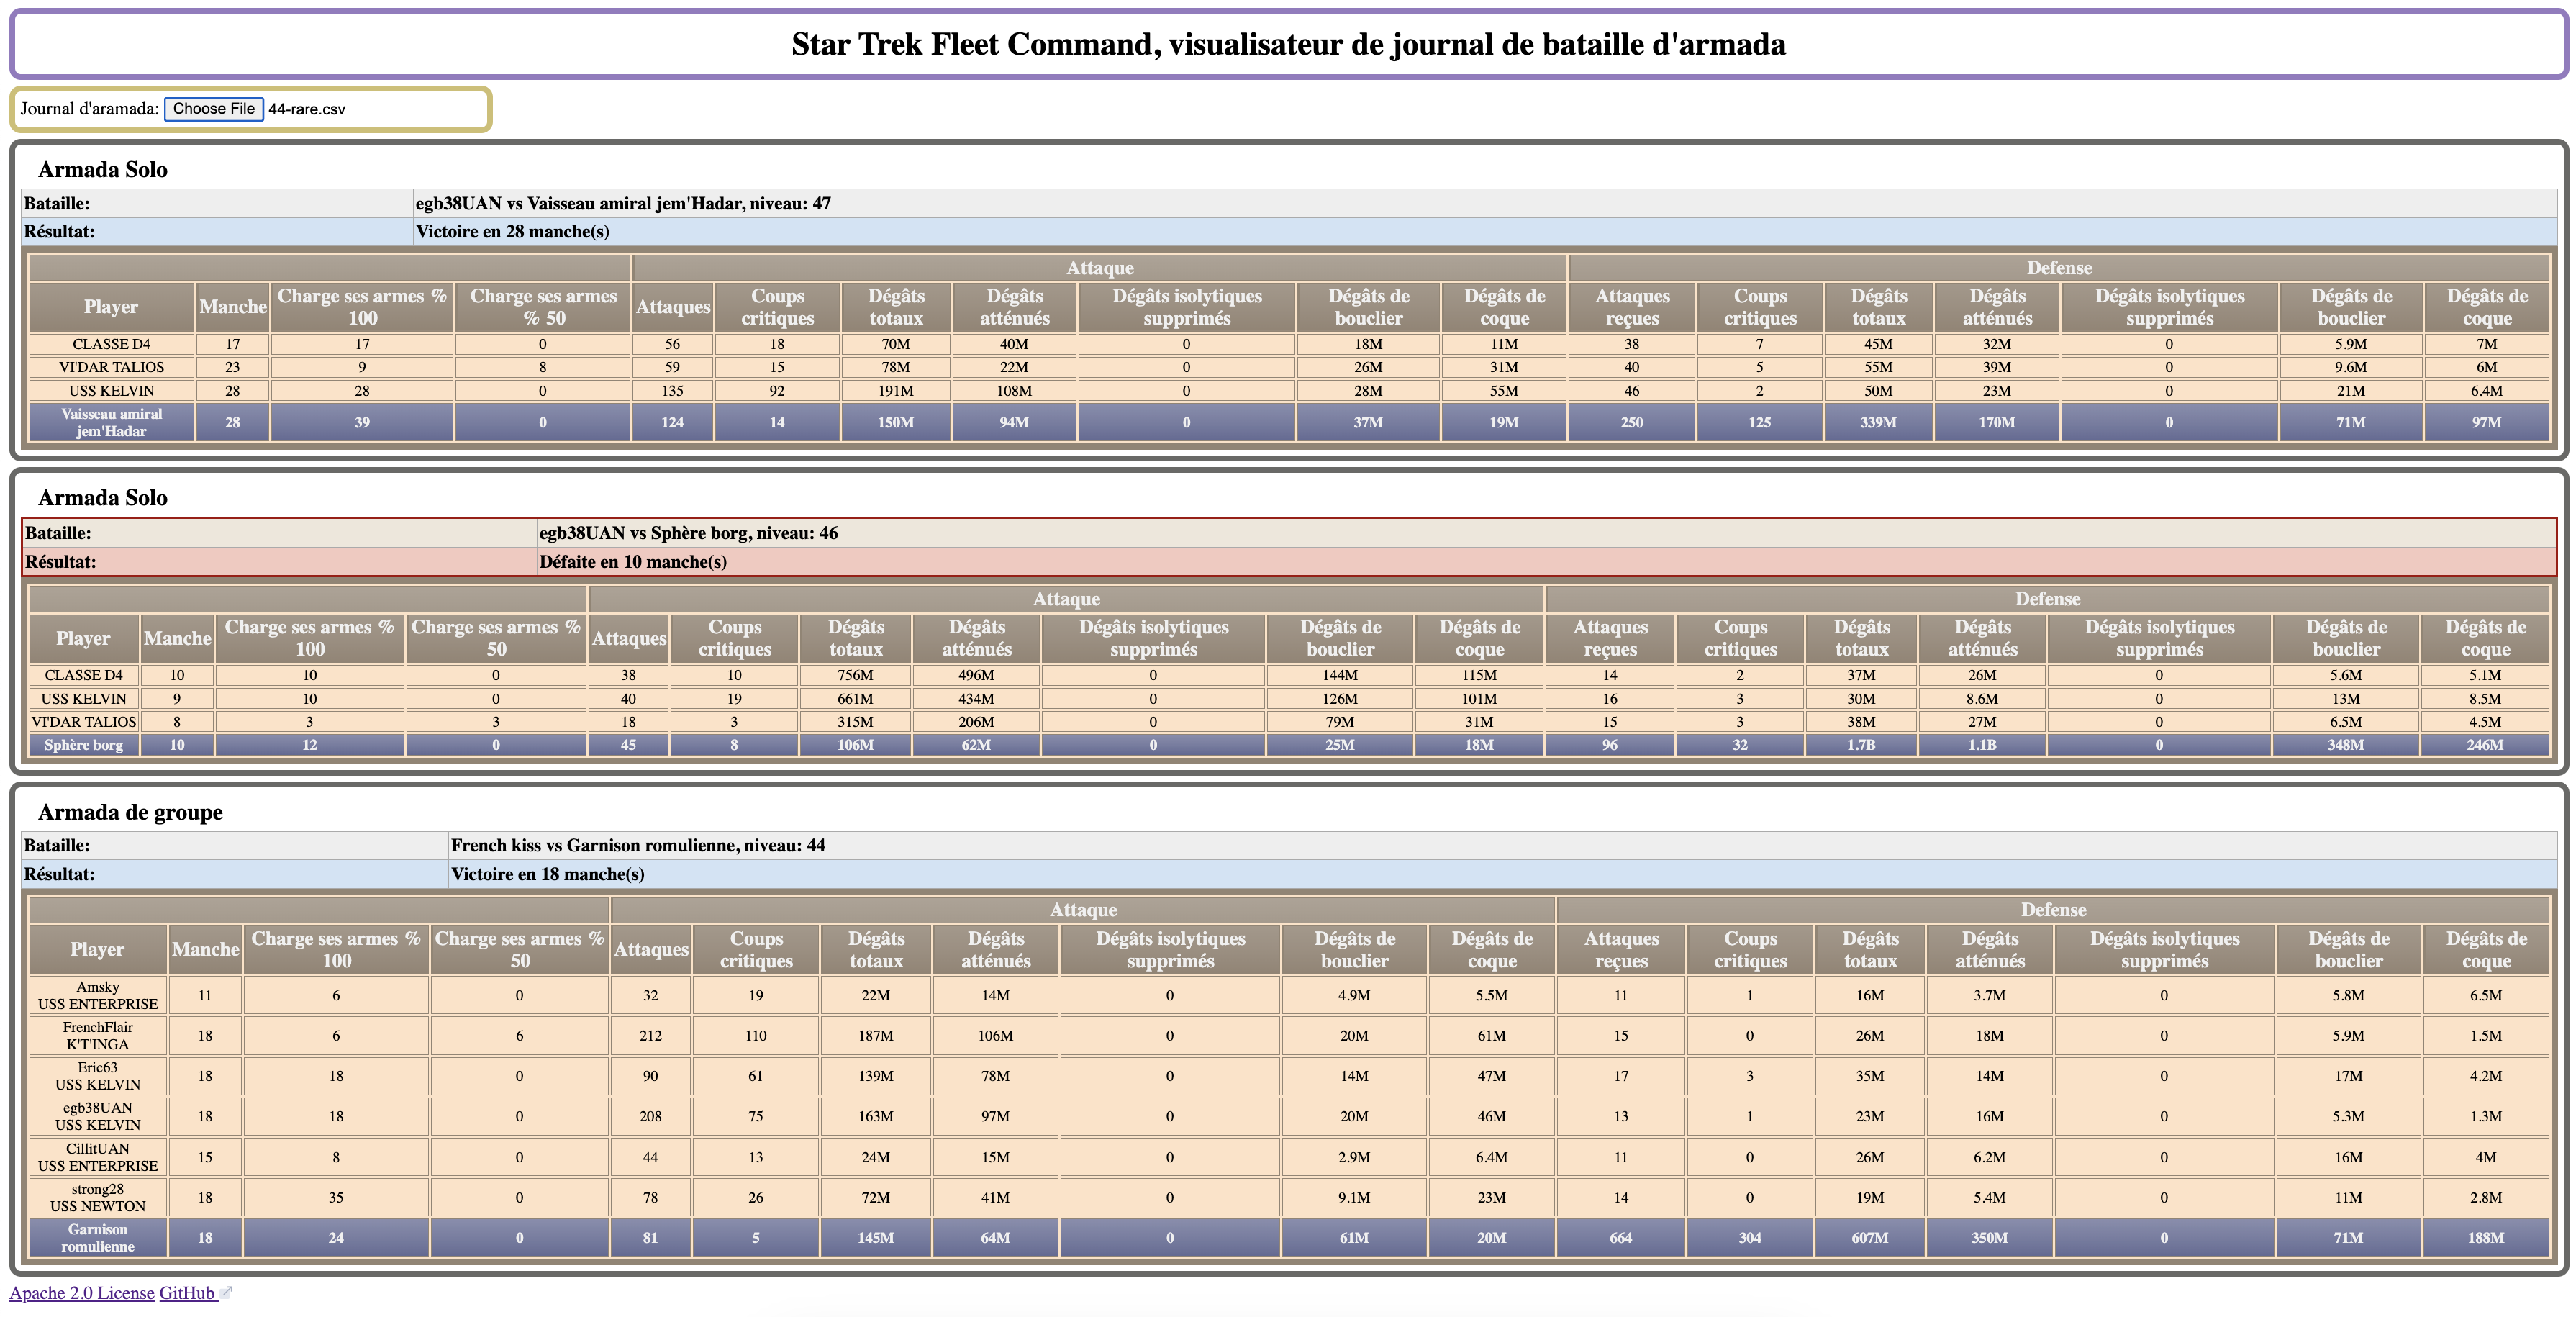 Star Trek Fleet Command, visualisateur de journal de bataille d'armada
Journal d'aramada: Choose File 44-rare.csv
Armada Solo
Bataille: egb38UAN vs Vaisseau amiral jem'Hadar, niveau: 47
Résultat: Victoire en 28 manche(s)
Attaque Defense
Player Manche Charge ses armes % 100 Charge ses armes % 50 Attaques Coups critiques Dégâts totaux Dégâts atténués Dégâts isolytiques supprimés Dégâts de bouclier Dégâts de coque Attaques reçues Coups critiques Dégâts totaux Dégâts atténués Dégâts isolytiques supprimés Dégâts de bouclier Dégâts de coque
CLASSE D4 17 17 0 56 18 70M 40M 0 18M 11M 38 7 45M 32M 0 5.9M 7M
VI'DAR TALIOS 23 9 8 59 15 78M 22M 0 26M 31M 40 5 55M 39M 0 9.6M 6M
USS KELVIN 28 28 0 135 92 191M 108M 0 28M 55M 46 2 50M 23M 0 21M 6.4M
Vaisseau amiral jem'Hadar 28 39 0 124 14 150M 94M 0 37M 19M 250 125 339M 170M 0 71M 97M
Armada Solo
Bataille: egb38UAN vs Sphère borg, niveau: 46
Résultat: Défaite en 10 manche(s)
Attaque Defense
Player Manche Charge ses armes % 100 Charge ses armes % 50 Attaques Coups critiques Dégâts totaux Dégâts atténués Dégâts isolytiques supprimés Dégâts de bouclier Dégâts de coque Attaques reçues Coups critiques Dégâts totaux Dégâts atténués Dégâts isolytiques supprimés Dégâts de bouclier Dégâts de coque
CLASSE D4 10 10 0 38 10 756M 496M 0 144M 115M 14 2 37M 26M 0 5.6M 5.1M
USS KELVIN 9 10 0 40 19 661M 434M 0 126M 101M 16 3 30M 8.6M 0 13M 8.5M
VI'DAR TALIOS 8 3 3 18 3 315M 206M 0 79M 31M 15 3 38M 27M 0 6.5M 4.5M
Sphère borg 10 12 0 45 8 106M 62M 0 25M 18M 96 32 1.7B 1.1B 0 348M 246M
Armada de groupe
Bataille: French kiss vs Garnison romulienne, niveau: 44
Résultat: Victoire en 18 manche(s)
Attaque Defense
Player Manche Charge ses armes % 100 Charge ses armes % 50 Attaques Coups critiques Dégâts totaux Dégâts atténués Dégâts isolytiques supprimés Dégâts de bouclier Dégâts de coque Attaques reçues Coups critiques Dégâts totaux Dégâts atténués Dégâts isolytiques supprimés Dégâts de bouclier Dégâts de coque
Amsky USS ENTERPRISE 11 6 0 32 19 22M 14M 0 4.9M 5.5M 11 1 16M 3.7M 0 5.8M 6.5M
FrenchFlair K'T'INGA 18 6 6 212 110 187M 106M 0 20M 61M 15 0 26M 18M 0 5.9M 1.5M
Eric63 USS KELVIN 18 18 0 90 61 139M 78M 0 14M 47M 17 3 35M 14M 0 17M 4.2M
egb38UAN USS KELVIN 18 18 0 208 75 163M 97M 0 20M 46M 13 1 23M 16M 0 5.3M 1.3M
CillitUAN USS ENTERPRISE 15 8 0 44 13 24M 15M 0 2.9M 6.4M 11 0 26M 6.2M 0 16M 4M
strong28 USS NEWTON 18 35 0 78 26 72M 41M 0 9.1M 23M 14 0 19M 5.4M 0 11M 2.8M
Garnison romulienne 18 24 0 81 5 145M 64M 0 61M 20M 664 304 607M 350M 0 71M 188M
Apache 2.0 License GitHub